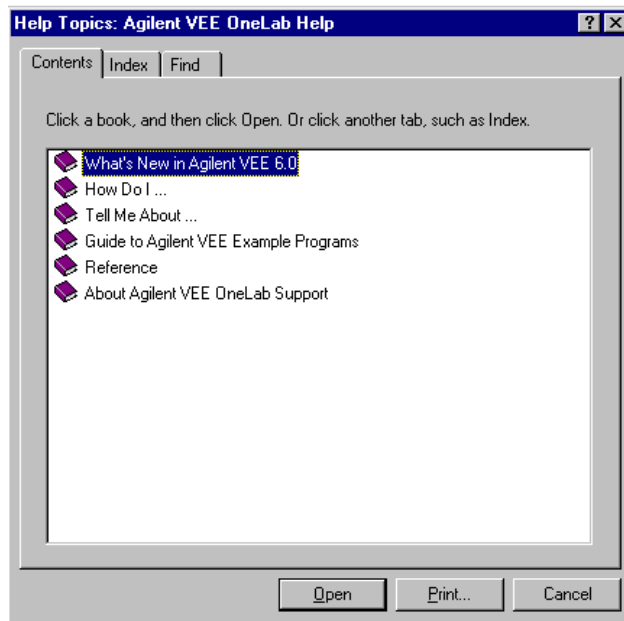 Help Topics: Agilent VEE OneLab Help
Contents Index Find
Click a book, and then click Open. Or click another tab, such as Index.
What's New in Agilent VEE 6.0
How Do I ...
Tell Me About ...
Guide to Agilent VEE Example Programs
Reference
About Agilent VEE OneLab Support
Open Print... Cancel